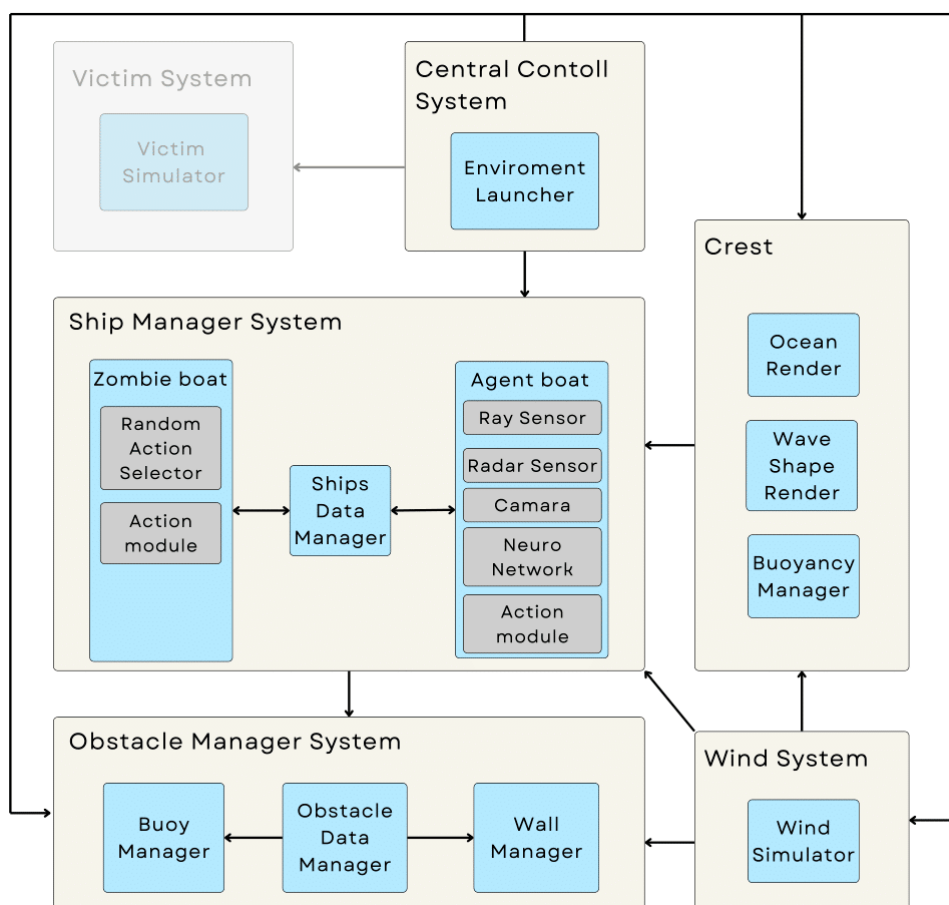 Victim System
Victim
Simulator
Central Contoll
System
Enviroment
Launcher
Crest
Ocean
Render
Wave
Shape
Render
Buoyancy
Manager
Ship Manager System
Zombie boat
Random
Action
Selector
Action
module
Ships
Data
Manager
Agent boat
Ray Sensor
Radar Sensor
Camara
Neuro
Network
Action
module
Obstacle Manager System
Buoy
Manager
Obstacle
Data
Manager
Wall
Manager
Wind System
Wind
Simulator